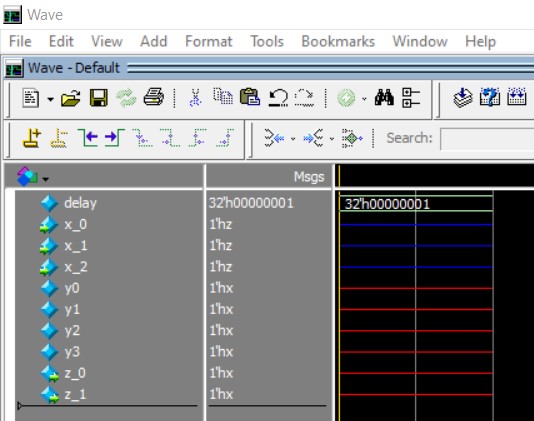 Wave
File Edit View Add Format Tools Bookmarks Window Help
Wave - Default
Search:
Msgs
delay 32'h00000001 32'h00000001
x_0 1'hz
x_1 1'hz
x_2 1'hz
y0 1'hx
y1 1'hx
y2 1'hx
y3 1'hx
z_0 1'hx
z_1 1'hx